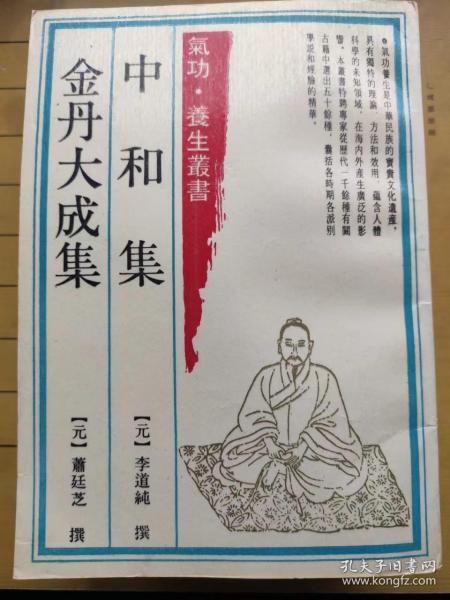 •氣功養生是中華民族的寶貴文化遺產，
具有獨特的理論、方法和效用，蘊含人體
科學的未知領域，在海內外產生廣泛的影
響。本叢書特聘專家從歷代一千餘種有關
古籍中選出五十餘種，囊括各時期各派別
學說和經驗的精華。
氣功·養生叢書
中和集
【元】李道純 撰
金丹大成集
【元】蕭廷芝 撰
孔夫子旧书网
www.kongfz.com